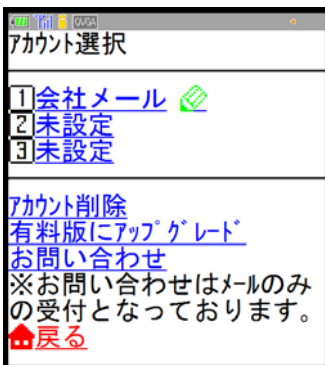 QVGA
ｱｶｳﾝﾄ選択
1会社メール
2未設定
3未設定
ｱｶｳﾝﾄ削除
有料版にｱｯﾌﾟｸﾞﾚｰﾄﾞ
お問い合わせ
※お問い合わせはﾒｰﾙのみ
の受付となっております。
戻る